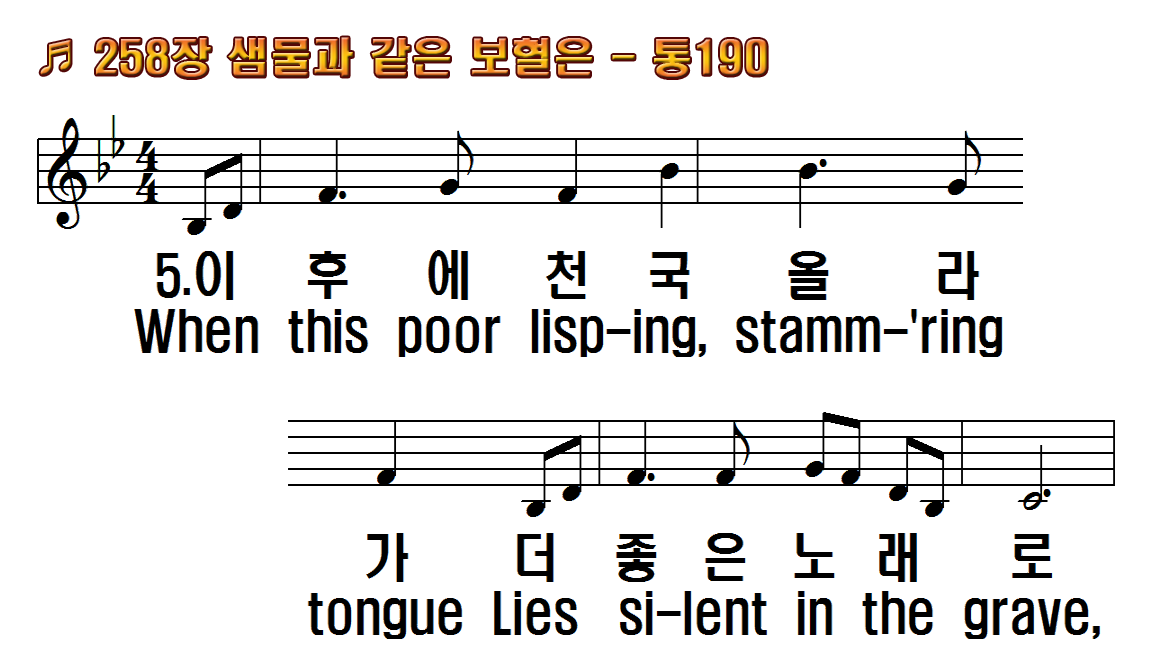 ♬ 258장 샘물과 같은 보혈은 - 통190
4 4
5.이 후 에 천 국 올 라
When this poor lisp-ing, stamm-'ring
가 더 좋 은 노 래 로
tongue Lies si-lent in the grave,